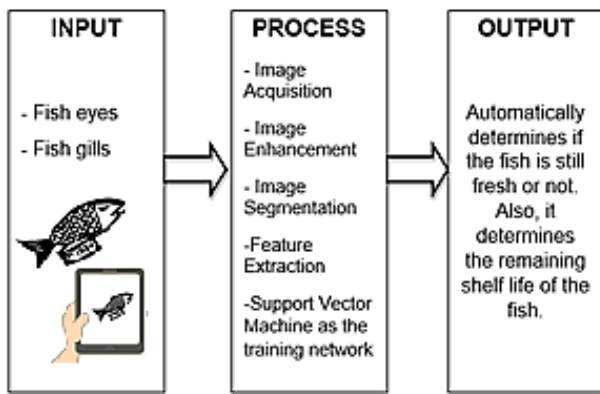 INPUT
- Fish eyes
- Fish gills
PROCESS
- Image
Acquisition
- Image
Enhancement
- Image
Segmentation
-Feature
Extraction
-Support Vector
Machine as the
training network
OUTPUT
Automatically
determines if
the fish is still
fresh or not.
Also, it
determines
the remaining
shelf life of the
fish.